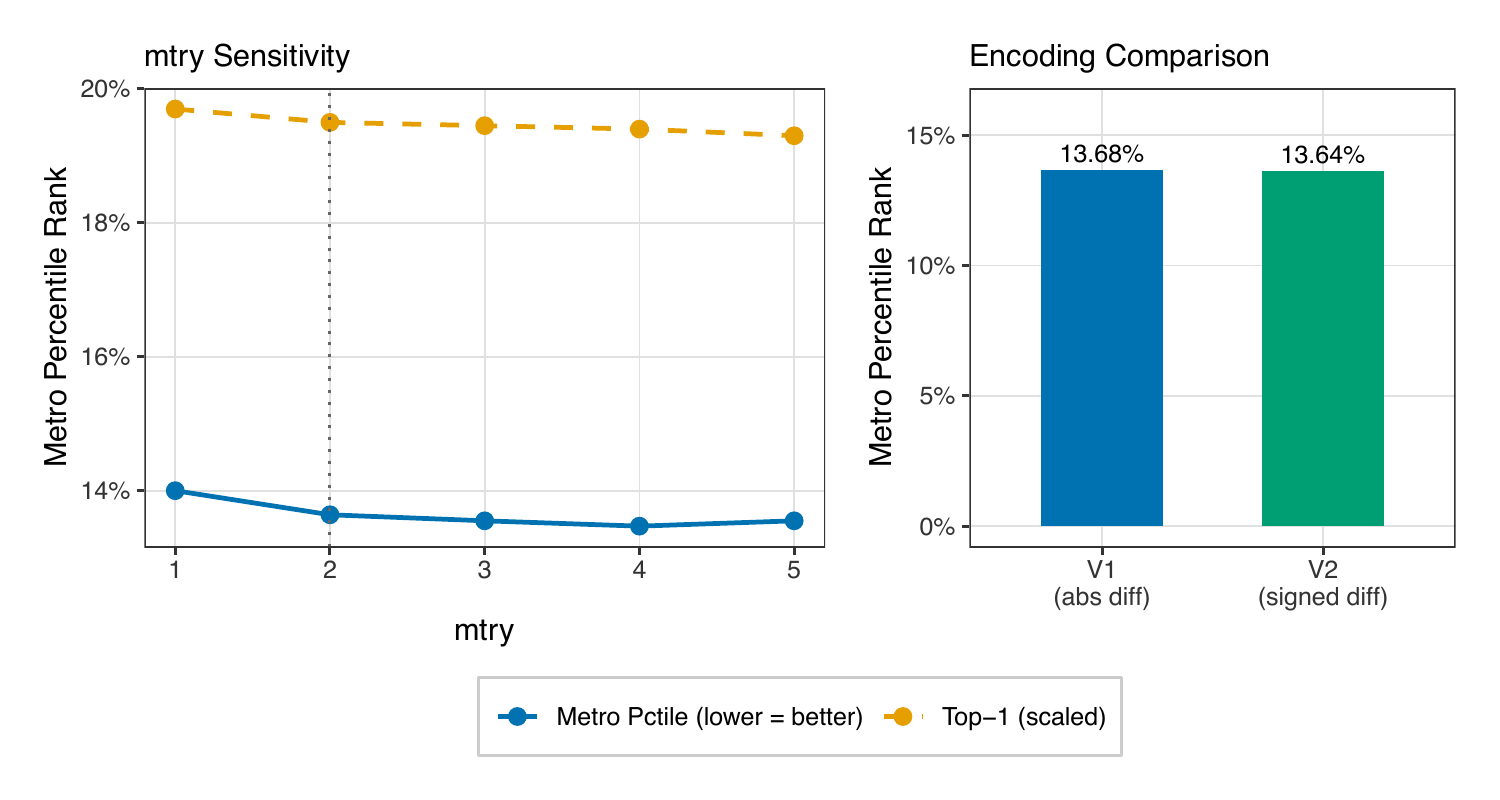 mtry Sensitivity
Metro Percentile Rank
20%
18%
16%
14%
1 2 3 4 5
mtry
Encoding Comparison
Metro Percentile Rank
15%
10%
5%
0%
13.68% 13.64%
V1 V2
(abs diff) (signed diff)
Metro Pctile (lower = better) Top−1 (scaled)